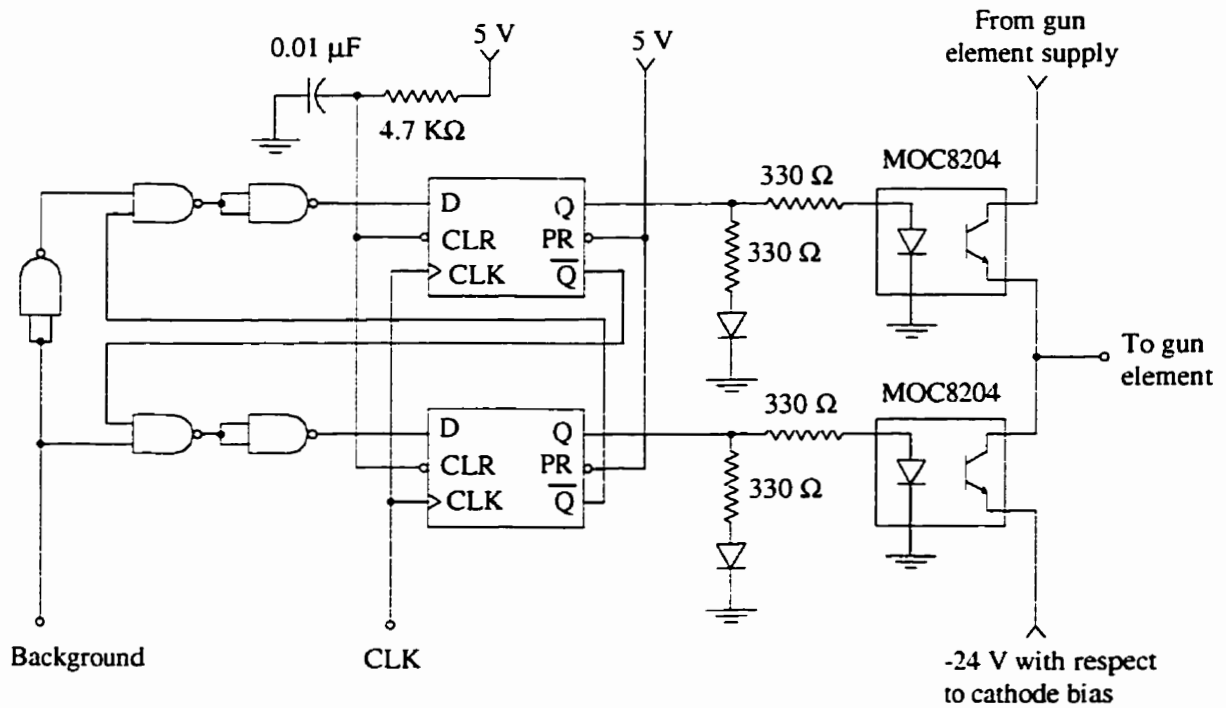 From gun
element supply
5 V
5 V
0.01 µF
4.7 KΩ
MOC8204
330 Ω
D
Q
CLR
PR
CLK
Q̅
330 Ω
To gun
element
MOC8204
330 Ω
D
Q
CLR
PR
CLK
Q̅
330 Ω
Background
CLK
-24 V with respect
to cathode bias